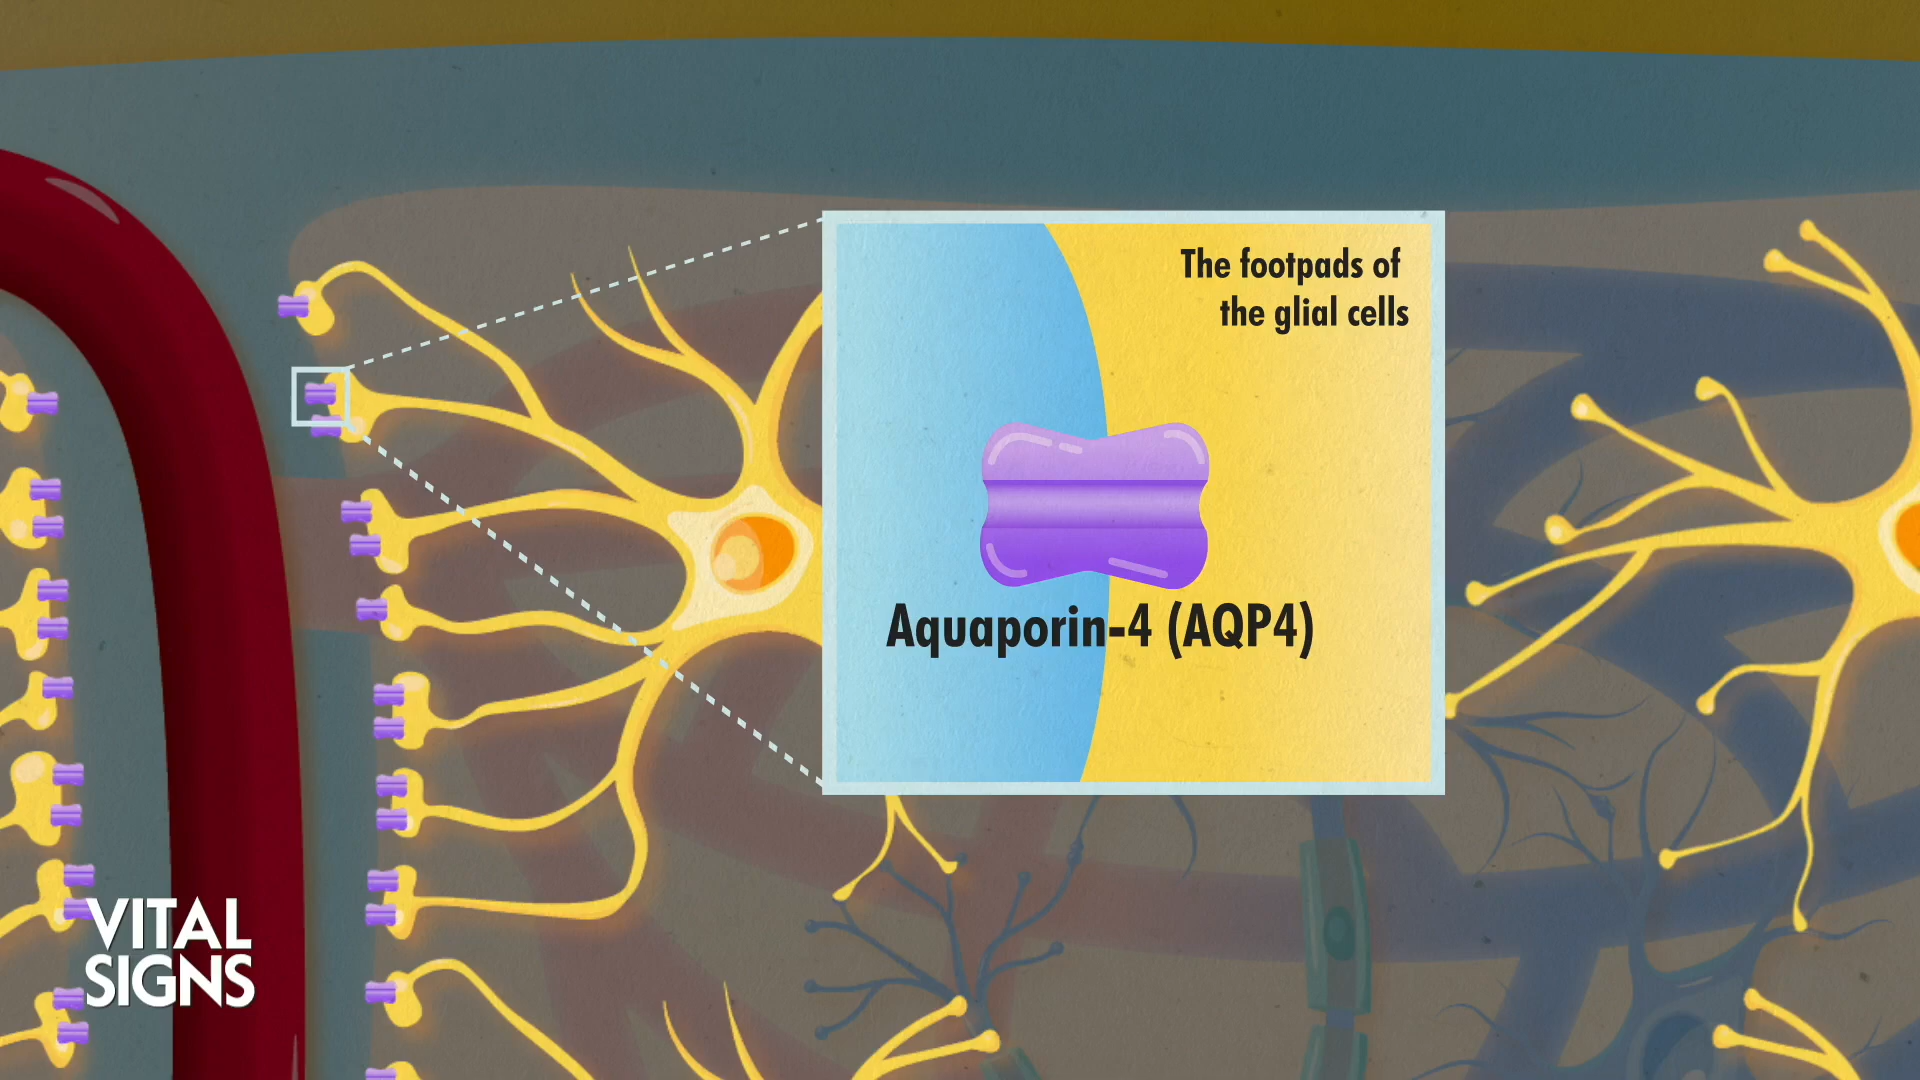 The footpads of
the glial cells
Aquaporin-4 (AQP4)
VITAL
SIGNS